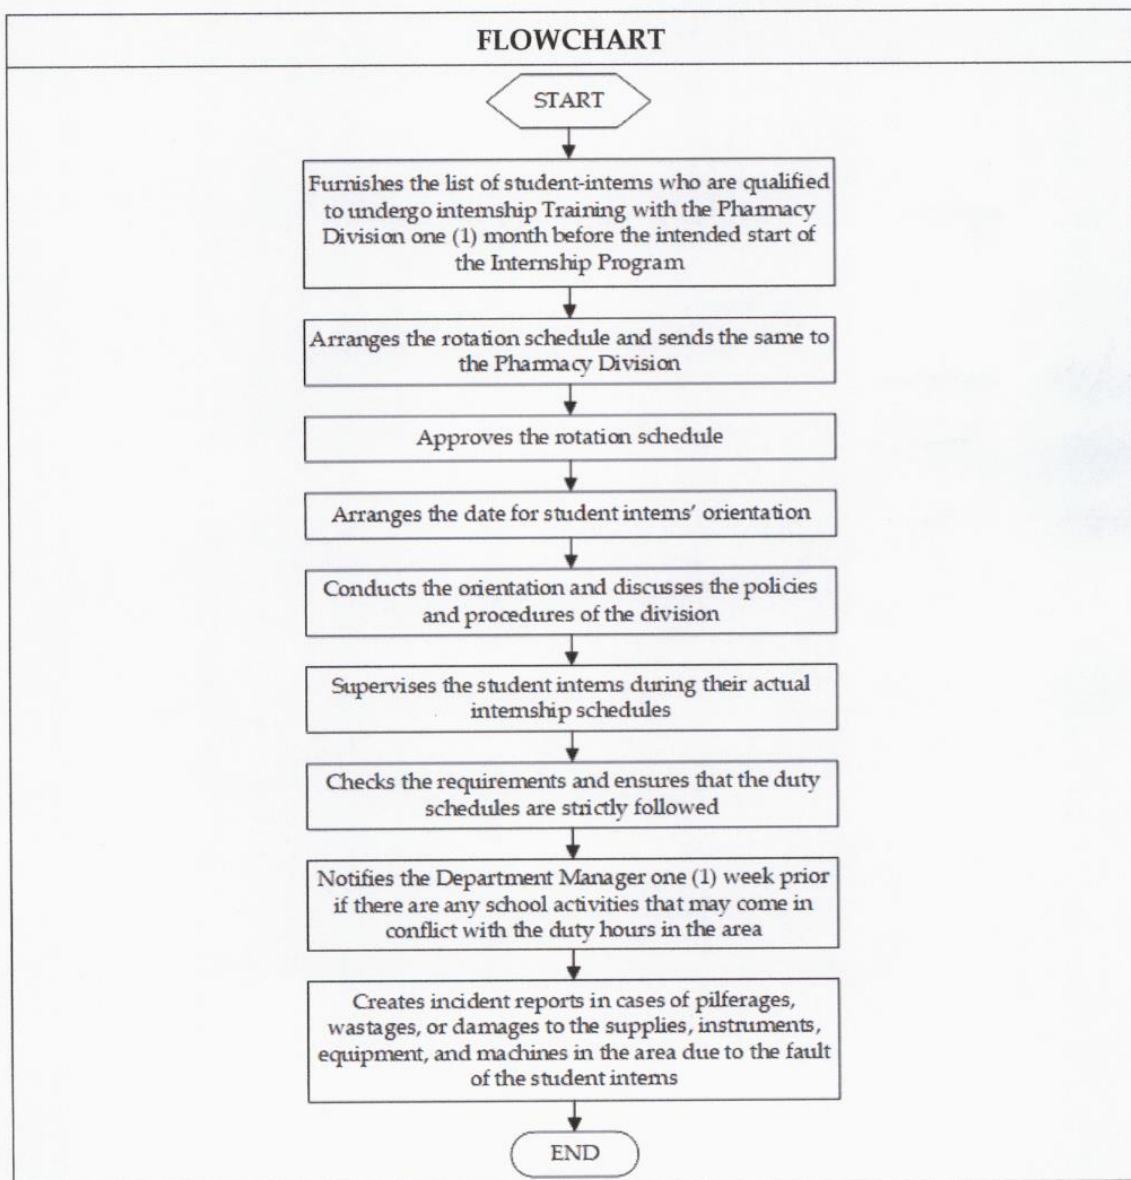 FLOWCHART
START
Furnishes the list of student-interns who are qualified
to undergo internship Training with the Pharmacy
Division one (1) month before the intended start of
the Internship Program
Arranges the rotation schedule and sends the same to
the Pharmacy Division
Approves the rotation schedule
Arranges the date for student interns' orientation
Conducts the orientation and discusses the policies
and procedures of the division
Supervises the student interns during their actual
internship schedules
Checks the requirements and ensures that the duty
schedules are strictly followed
Notifies the Department Manager one (1) week prior
if there are any school activities that may come in
conflict with the duty hours in the area
Creates incident reports in cases of pilferages,
wastages, or damages to the supplies, instruments,
equipment, and machines in the area due to the fault
of the student interns
END